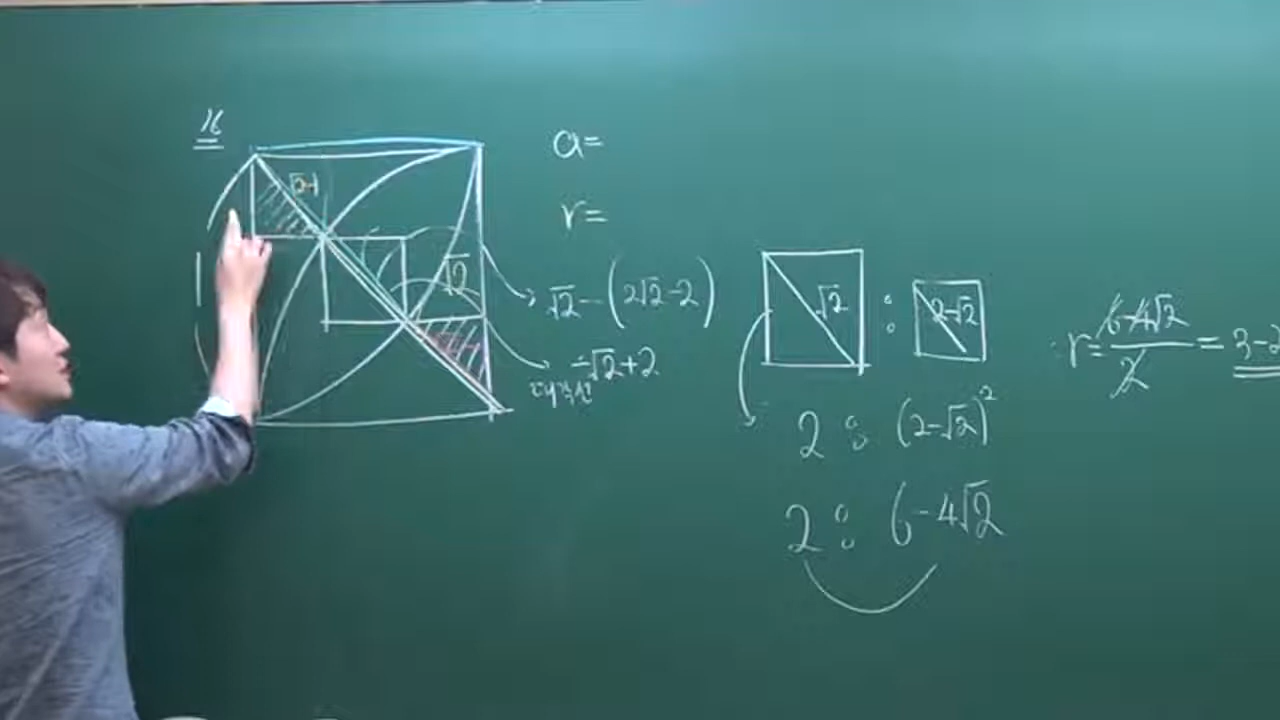 16
√2-1
√2
a=
r=
√2-(2√2-2)
-√2+2
대각선
√2 : 2-√2
2 : (2-√2)²
2 : 6-4√2
r= 6-4√2 / 2 = 3-2